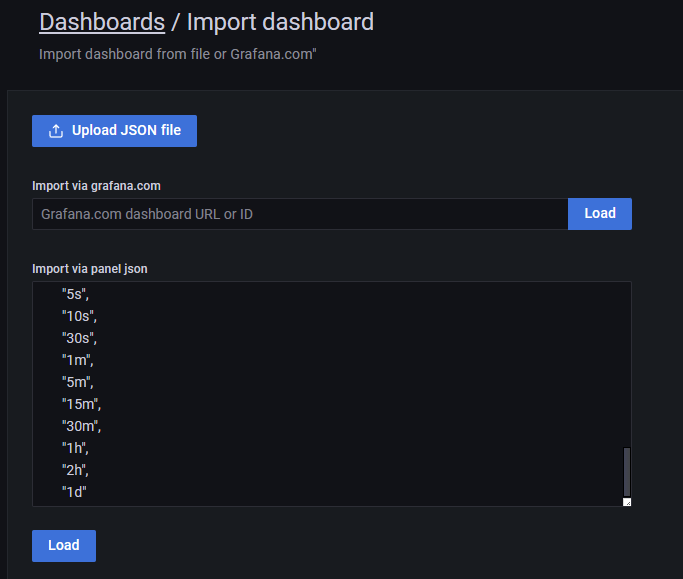 Dashboards / Import dashboard
Import dashboard from file or Grafana.com"
Upload JSON file
Import via grafana.com
Grafana.com dashboard URL or ID
Load
Import via panel json
"5s",
"10s",
"30s",
"1m",
"5m",
"15m",
"30m",
"1h",
"2h",
"1d"
Load